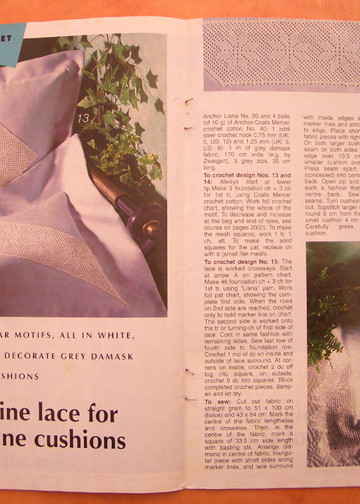 ET
13
AR MOTIFS, ALL IN WHITE,
DECORATE GREY DAMASK
SHIONS
ine lace for
ne cushions
Anchor Liana No. 20 and 4 balls
(of 10 g) of Anchor Coats Mercer
crochet cotton No. 40; 1 addi
steel crochet hook 0.75 mm (UK:
5, US: 12) and 1.25 mm (UK: 5,
US: 8); 1 m of grey damask
fabric, 170 cm wide (e.g. by
Zweigart), 3 grey zips, 30 cm
long.
To crochet design Nos. 13 and
14: Always start at lower
tip. Make 3 foundation ch + 3 ch
for 1st tr, using Coats Mercer
crochet cotton. Work foll crochet
chart, showing the whole of the
motif. To decrease and increase
at the beg and end of rows, see
course on pages 20/21. To make
the mesh squares, work 1 tr, 1
ch, alt. To make the solid
squares for the pat, replace ch
with tr (small filet mesh).
To crochet design No. 15: The
lace is worked crossways. Start
at arrow A on pattern chart.
Make 46 foundation ch + 3 ch for
1st tr, using "Liana" yarn. Work
foll pat chart, showing the com-
plete first side. When the rows
on 2nd side are reached, crochet
only to bold marker line on chart.
The second side is worked onto
the tr or turning-ch of first side of
lace. Cont in same fashion with
remaining sides. Sew last row of
fourth side to foundation row.
Crochet 1 rnd of dc on inside and
outside of lace surround. At cor-
ners on inside, crochet 2 dc off
tog into square, on outside,
crochet 9 dc into squares. Block
completed crochet pieces, damp-
en and let dry.
To sew: Cut out fabric on
straight grain to 51 x 100 cm
(twice) and 43 x 84 cm. Mark the
centre of the fabric lengthwise
and crosswise. Then, in the
centre of the fabric, mark a
square of 33.5 cm side length
with basting sts. Arrange dia-
mond in centre of fabric, triangu-
lar piece with short sides along
marker lines, and lace surround
with inside edges
marker lines and stitch
to edge. Place short
fabric pieces with right
On both larger cush
seam on both sides
edge over 10.5 cm
smaller cushion over
Press seam apart.
(concealed) into seam
back. Open zip and
such a fashion that
centre back. Sew
seams. Turn cushion
out. Topstitch larger
round 5 cm from the
small cushion 4 cm
Carefully press
cushion.